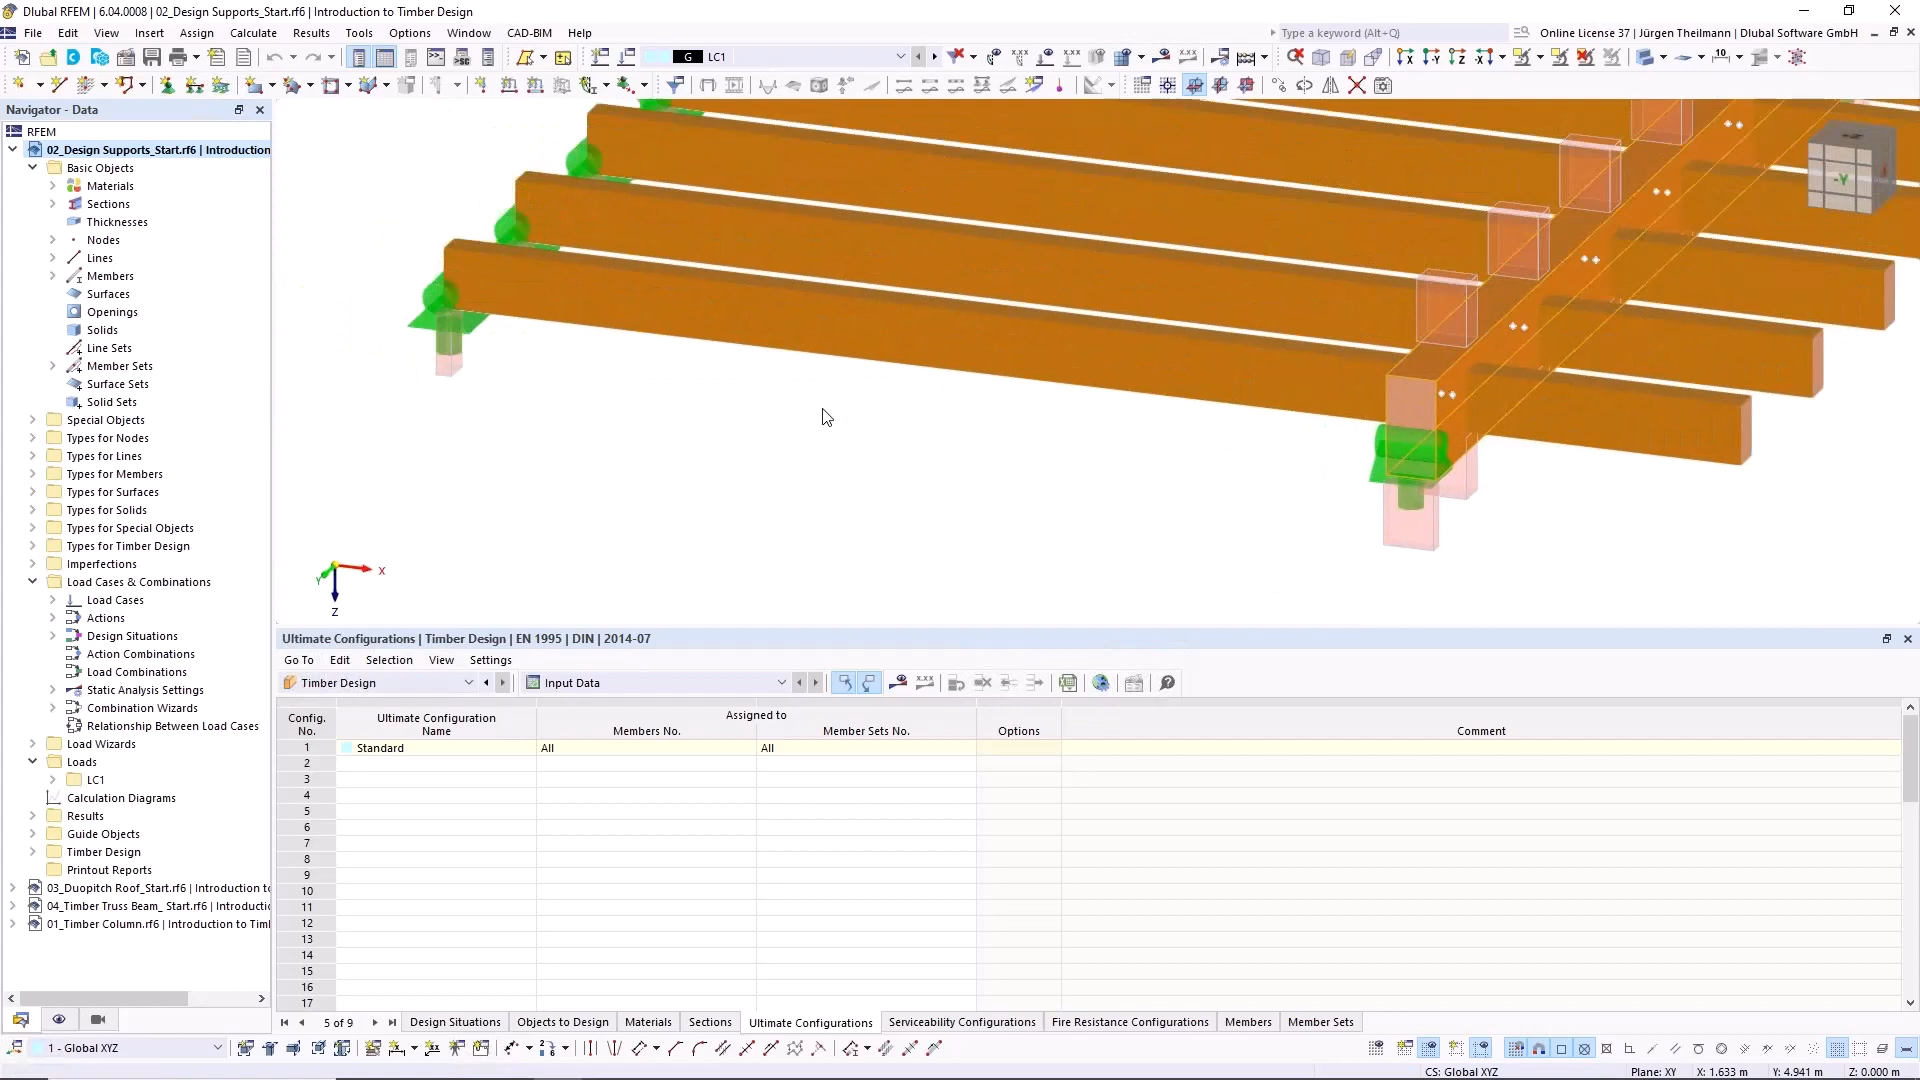 Dlubal RFEM | 6.04.0008 | 02_Design Supports_Start.rf6 | Introduction to Timber Design
File Edit View Insert Assign Calculate Results Tools Options Window CAD-BIM Help
Type a keyword (Alt+Q)
Online License 37 | Jürgen Theilmann | Dlubal Software GmbH
G LC1
Navigator - Data
RFEM
02_Design Supports_Start.rf6 | Introduction
Basic Objects
Materials
Sections
Thicknesses
Nodes
Lines
Members
Surfaces
Openings
Solids
Line Sets
Member Sets
Surface Sets
Solid Sets
Special Objects
Types for Nodes
Types for Lines
Types for Members
Types for Surfaces
Types for Solids
Types for Special Objects
Types for Timber Design
Imperfections
Load Cases & Combinations
Load Cases
Actions
Design Situations
Action Combinations
Load Combinations
Static Analysis Settings
Combination Wizards
Relationship Between Load Cases
Load Wizards
Loads
LC1
Calculation Diagrams
Results
Guide Objects
Timber Design
Printout Reports
03_Duopitch Roof_Start.rf6 | Introduction to
04_Timber Truss Beam_ Start.rf6 | Introductio
01_Timber Column.rf6 | Introduction to Tim
1 - Global XYZ
-Y
X
Y
Z
Ultimate Configurations | Timber Design | EN 1995 | DIN | 2014-07
Go To Edit Selection View Settings
Timber Design
Input Data
Config.
No.
Ultimate Configuration
Name
Assigned to
Members No.
Member Sets No.
Options
Comment
1 Standard All All
2
3
4
5
6
7
8
9
10
11
12
13
14
15
16
17
5 of 9
Design Situations Objects to Design Materials Sections Ultimate Configurations Serviceability Configurations Fire Resistance Configurations Members Member Sets
CS: Global XYZ
Plane: XY
X: 1.633 m
Y: 4.941 m
Z: 0.000 m